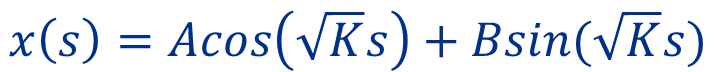 x(s) = Acos(√Ks) + Bsin(√Ks)